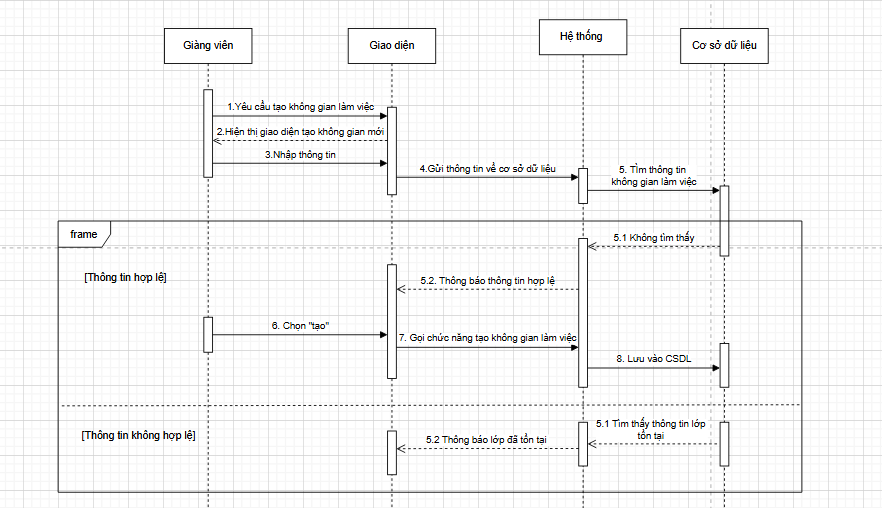 Giàng viên
Giao diện
Hệ thống
Cơ sở dữ liệu
1.Yêu cầu tạo không gian làm việc
2.Hiện thị giao diện tạo không gian mới
3.Nhập thông tin
4.Gửi thông tin về cơ sở dữ liệu
5. Tìm thông tin
không gian làm việc
frame
5.1 Không tìm thấy
[Thông tin hợp lệ]
5.2. Thông báo thông tin hợp lệ
6. Chọn "tạo"
7. Gọi chức năng tạo không gian làm việc
8. Lưu vào CSDL
[Thông tin không hợp lệ]
5.1 Tìm thấy thông tin lớp
tồn tại
5.2 Thông báo lớp đã tồn tại